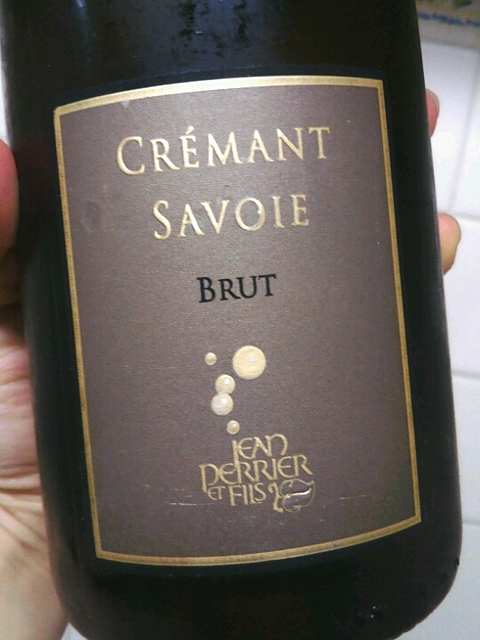 CRÉMANT
SAVOIE
BRUT
JEAN
PERRIER
ET FILS